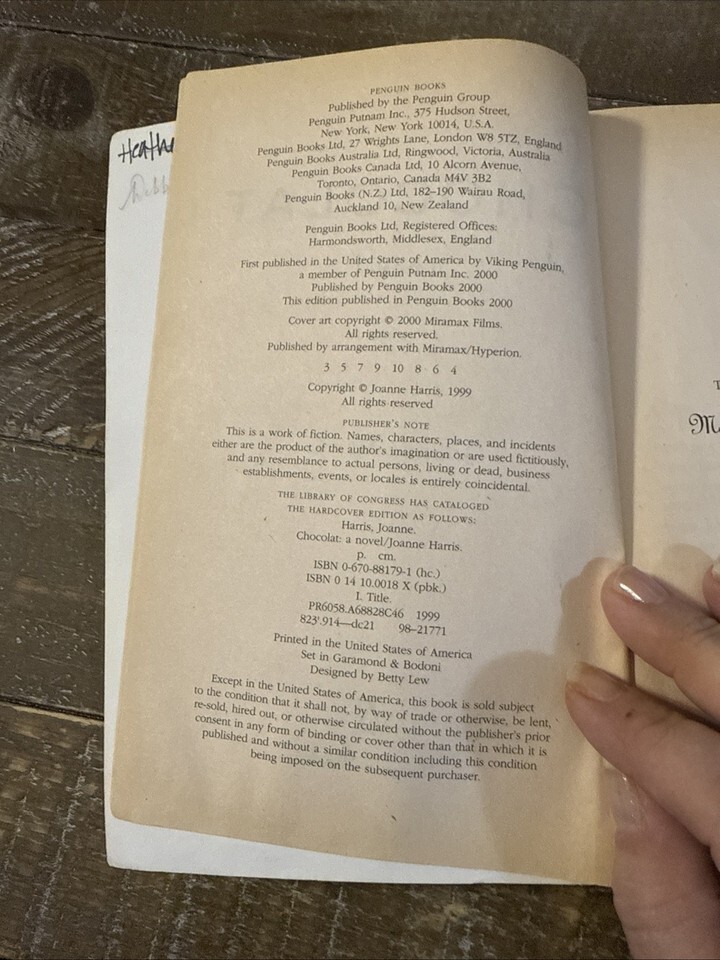 PENGUIN BOOKS
Published by the Penguin Group
Penguin Putnam Inc., 375 Hudson Street,
New York, New York 10014, U.S.A.
Penguin Books Ltd, 27 Wrights Lane, London W8 5TZ, England
Penguin Books Australia Ltd, Ringwood, Victoria, Australia
Penguin Books Canada Ltd, 10 Alcorn Avenue,
Toronto, Ontario, Canada M4V 3B2
Penguin Books (N.Z.) Ltd, 182–190 Wairau Road,
Auckland 10, New Zealand
Penguin Books Ltd, Registered Offices:
Harmondsworth, Middlesex, England
First published in the United States of America by Viking Penguin,
a member of Penguin Putnam Inc. 2000
Published by Penguin Books 2000
This edition published in Penguin Books 2000
Cover art copyright © 2000 Miramax Films.
All rights reserved.
Published by arrangement with Miramax/Hyperion.
3 5 7 9 10 8 6 4
Copyright © Joanne Harris, 1999
All rights reserved
PUBLISHER'S NOTE
This is a work of fiction. Names, characters, places, and incidents
either are the product of the author's imagination or are used fictitiously,
and any resemblance to actual persons, living or dead, business
establishments, events, or locales is entirely coincidental.
THE LIBRARY OF CONGRESS HAS CATALOGED
THE HARDCOVER EDITION AS FOLLOWS:
Harris, Joanne.
Chocolat: a novel/Joanne Harris.
p. cm.
ISBN 0-670-88179-1 (hc.)
ISBN 0 14 10.0018 X (pbk.)
I. Title.
PR6058.A68828C46 1999
823'.914—dc21 98–21771
Printed in the United States of America
Set in Garamond & Bodoni
Designed by Betty Lew
Except in the United States of America, this book is sold subject
to the condition that it shall not, by way of trade or otherwise, be lent,
re-sold, hired out, or otherwise circulated without the publisher's prior
consent in any form of binding or cover other than that in which it is
published and without a similar condition including this condition
being imposed on the subsequent purchaser.
Heathe